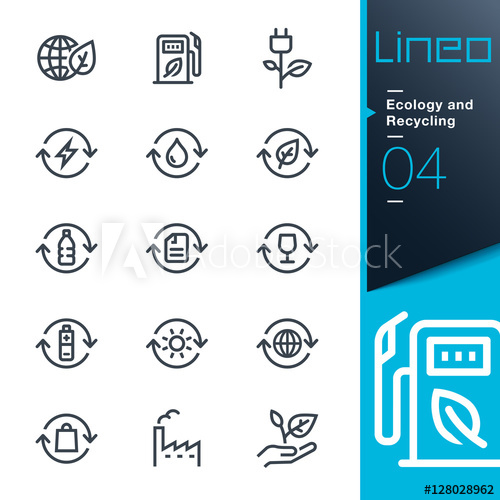 Lineo
Ecology and
Recycling
04
Adobe Stock
#128028962